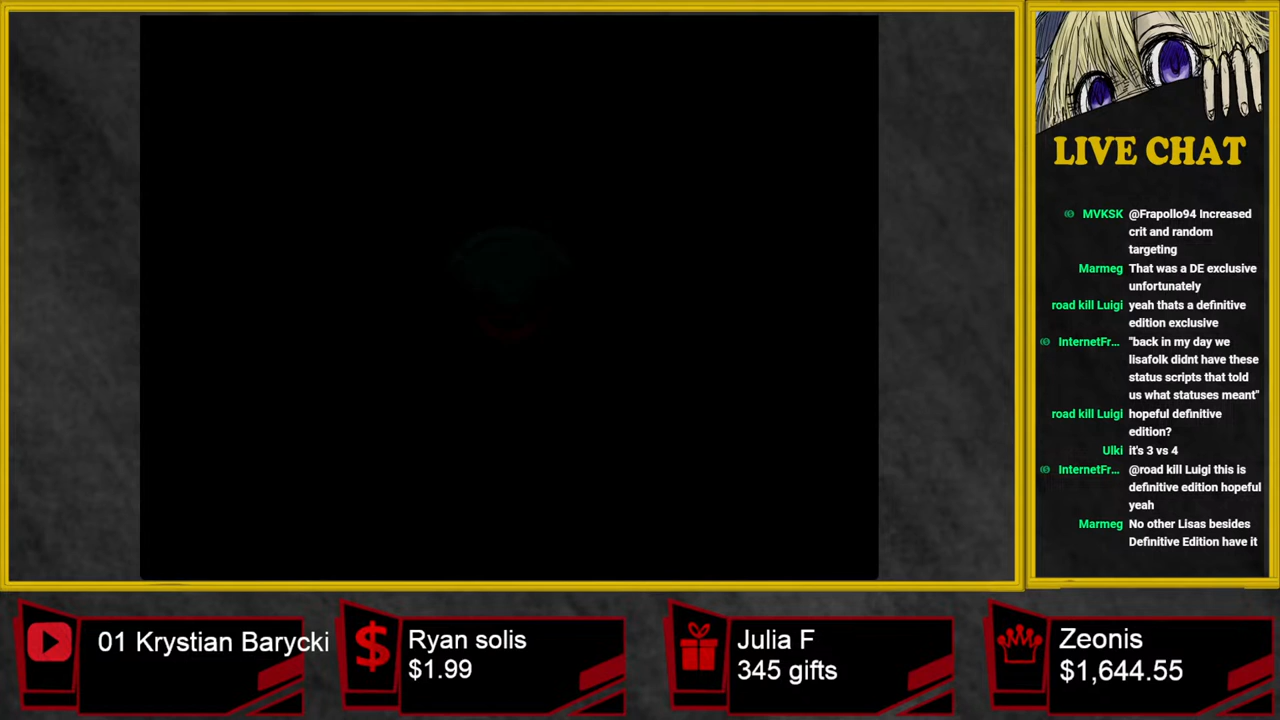 LIVE CHAT
MVKSK @Frapollo94 Increased
crit and random
targeting
Marmeg That was a DE exclusive
unfortunately
road kill Luigi yeah thats a definitive
edition exclusive
InternetFr... "back in my day we
lisafolk didnt have these
status scripts that told
us what statuses meant"
road kill Luigi hopeful definitive
edition?
Ulki it's 3 vs 4
InternetFr... @road kill Luigi this is
definitive edition hopeful
yeah
Marmeg No other Lisas besides
Definitive Edition have it
01 Krystian Barycki
$ Ryan solis
$1.99
Julia F
345 gifts
Zeonis
$1,644.55